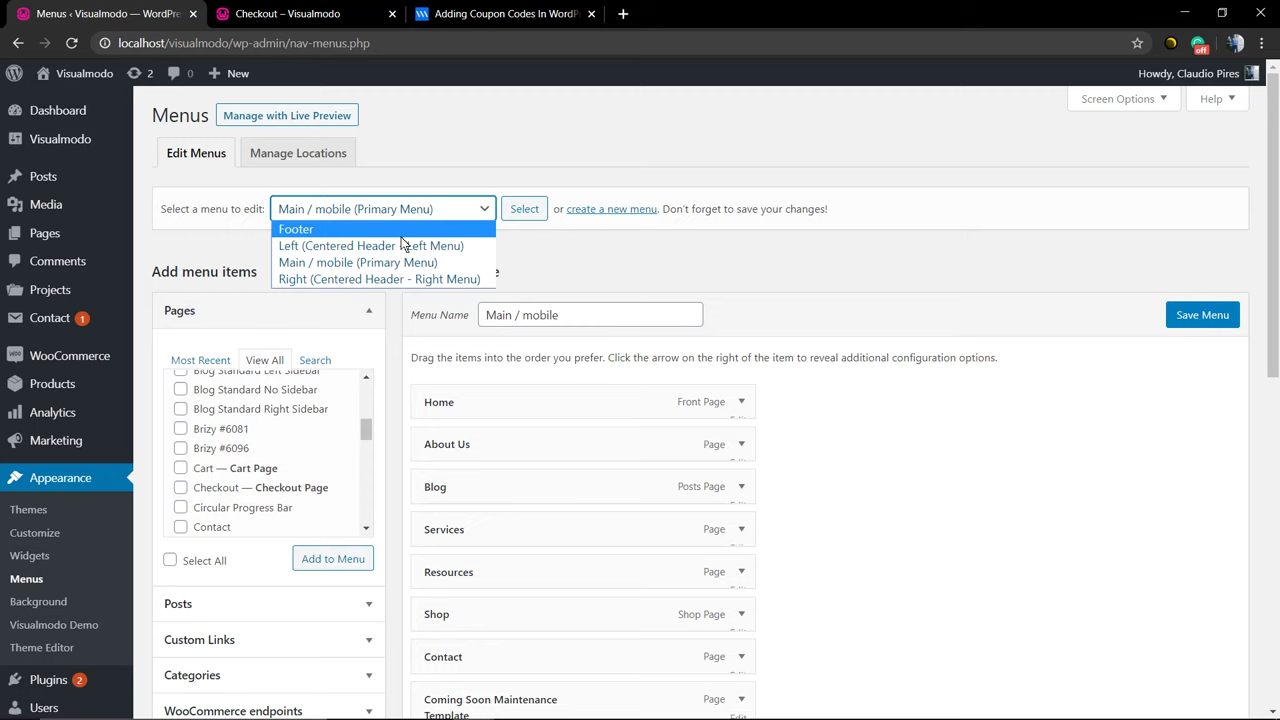 Menus ‹ Visualmodo — WordPres
Checkout – Visualmodo
Adding Coupon Codes In WordP
localhost/visualmodo/wp-admin/nav-menus.php
off
Visualmodo
2
0
New
Howdy, Claudio Pires
Dashboard
Visualmodo
Posts
Media
Pages
Comments
Projects
Contact 1
WooCommerce
Products
Analytics
Marketing
Appearance
Themes
Customize
Widgets
Menus
Background
Visualmodo Demo
Theme Editor
Plugins 2
Users
Menus
Manage with Live Preview
Screen Options
Help
Edit Menus
Manage Locations
Select a menu to edit:
Main / mobile (Primary Menu)
Select
or create a new menu. Don’t forget to save your changes!
Footer
Left (Centered Header - Left Menu)
Main / mobile (Primary Menu)
Right (Centered Header - Right Menu)
Add menu items
Pages
Most Recent
View All
Search
Blog Standard Left Sidebar
Blog Standard No Sidebar
Blog Standard Right Sidebar
Brizy #6081
Brizy #6096
Cart — Cart Page
Checkout — Checkout Page
Circular Progress Bar
Contact
Select All
Add to Menu
Posts
Custom Links
Categories
WooCommerce endpoints
Menu Name
Main / mobile
Save Menu
Drag the items into the order you prefer. Click the arrow on the right of the item to reveal additional configuration options.
Home
Front Page
About Us
Page
Blog
Posts Page
Services
Page
Resources
Page
Shop
Shop Page
Contact
Page
Coming Soon Maintenance
Template
Page
Edit